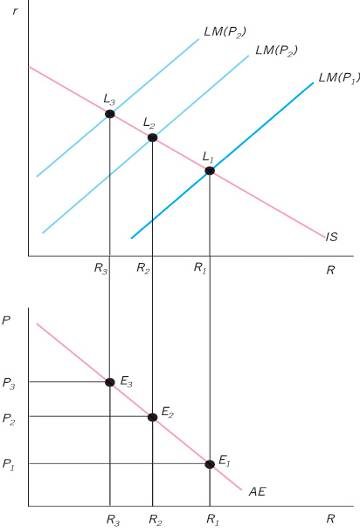 r
LM(P₂)
LM(P₂)
LM(P₁)
L₃
L₂
L₁
IS
R₃ R₂ R₁ R
P
P₃ E₃
P₂ E₂
P₁ E₁
AE
R₃ R₂ R₁ R